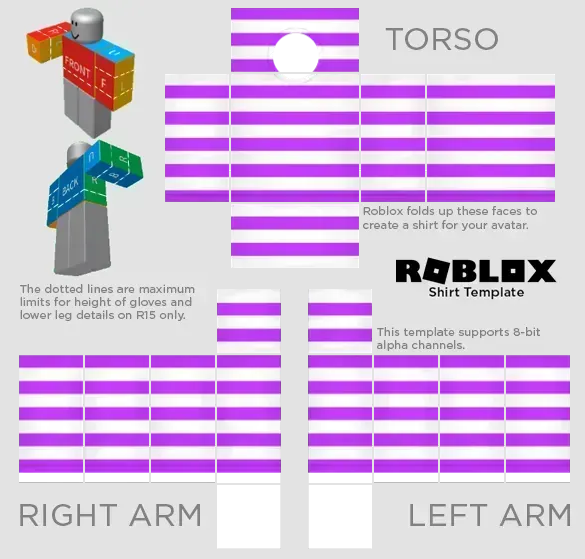 TORSO
FRONT
F
L
U
BACK
R
B
U
Roblox folds up these faces to
create a shirt for your avatar.
ROBLOX
Shirt Template
The dotted lines are maximum
limits for height of gloves and
lower leg details on R15 only.
This template supports 8-bit
alpha channels.
RIGHT ARM
LEFT ARM